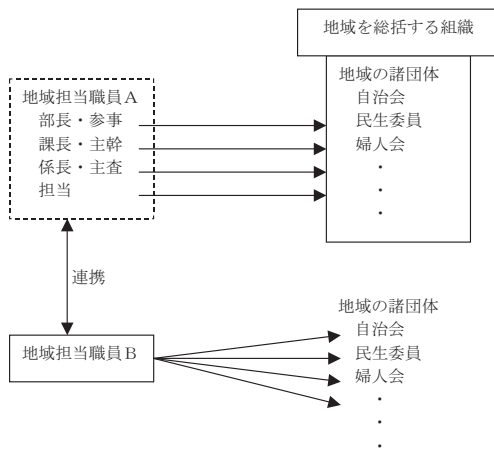 地域を総括する組織
地域担当職員A
部長・参事
課長・主幹
係長・主査
担当
地域の諸団体
自治会
民生委員
婦人会
・
・
・
連携
地域担当職員B
地域の諸団体
自治会
民生委員
婦人会
・
・
・